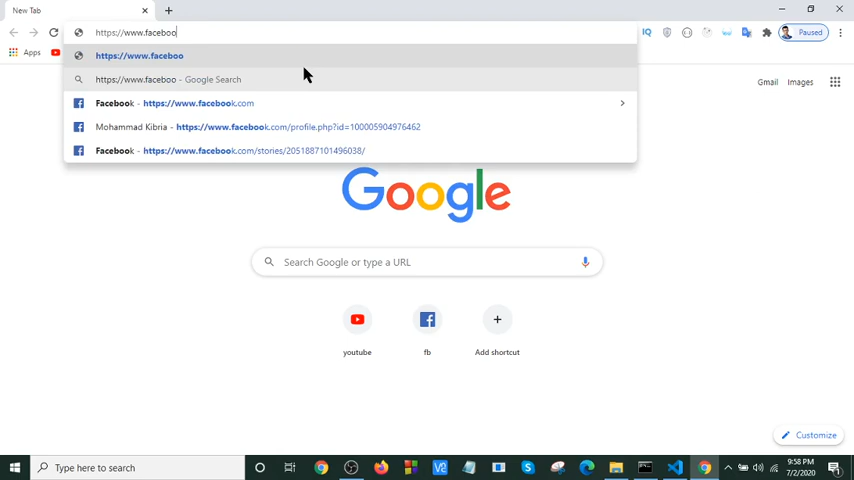 New Tab
https://www.faceboo
Paused
Apps
https://www.faceboo
https://www.faceboo - Google Search
Facebook - https://www.facebook.com
Mohammad Kibria - https://www.facebook.com/profile.php?id=100005904976462
Facebook - https://www.facebook.com/stories/2051887101496038/
Gmail Images
Google
Search Google or type a URL
youtube fb Add shortcut
Customize
Type here to search
9:58 PM
7/2/2020